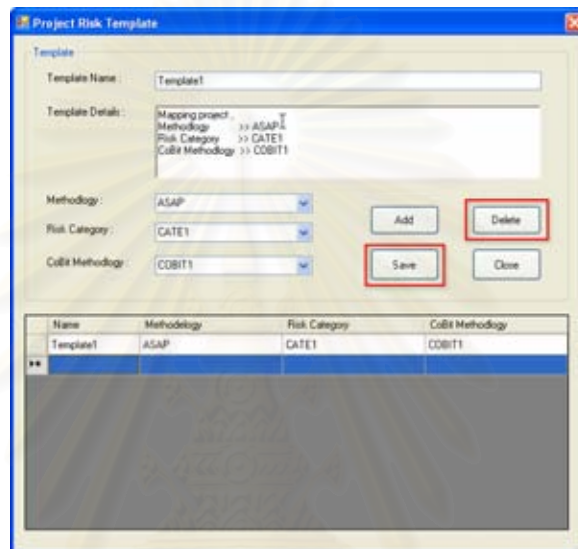 Project Risk Template
Template
Template Name :
Template1
Template Details :
Mapping project ,
Methodlogy >> ASAP
Risk Category >> CATE1
CoBit Methodlogy >> COBIT1
Methodlogy :
ASAP
Risk Category :
CATE1
CoBit Methodlogy :
COBIT1
Add
Delete
Save
Close
Name Methodelogy Risk Category CoBit Methodlogy
Template1 ASAP CATE1 COBIT1